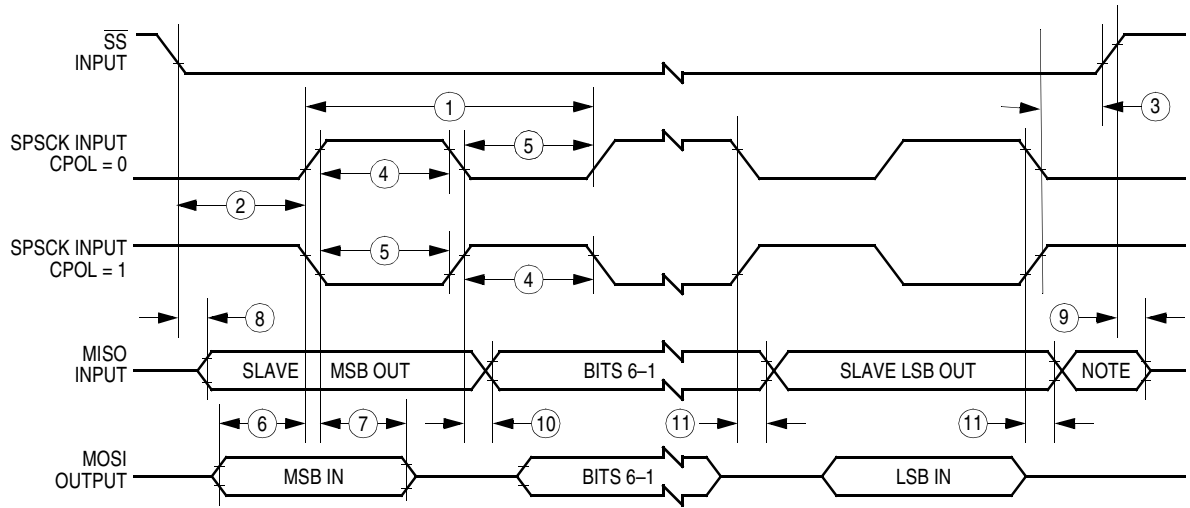 SS
INPUT
1
3
SPSCK INPUT
CPOL = 0
5
4
2
SPSCK INPUT
CPOL = 1
5
4
8
9
MISO
INPUT
SLAVE MSB OUT
BITS 6–1
SLAVE LSB OUT
NOTE
6
7
10
11
11
MOSI
OUTPUT
MSB IN
BITS 6–1
LSB IN